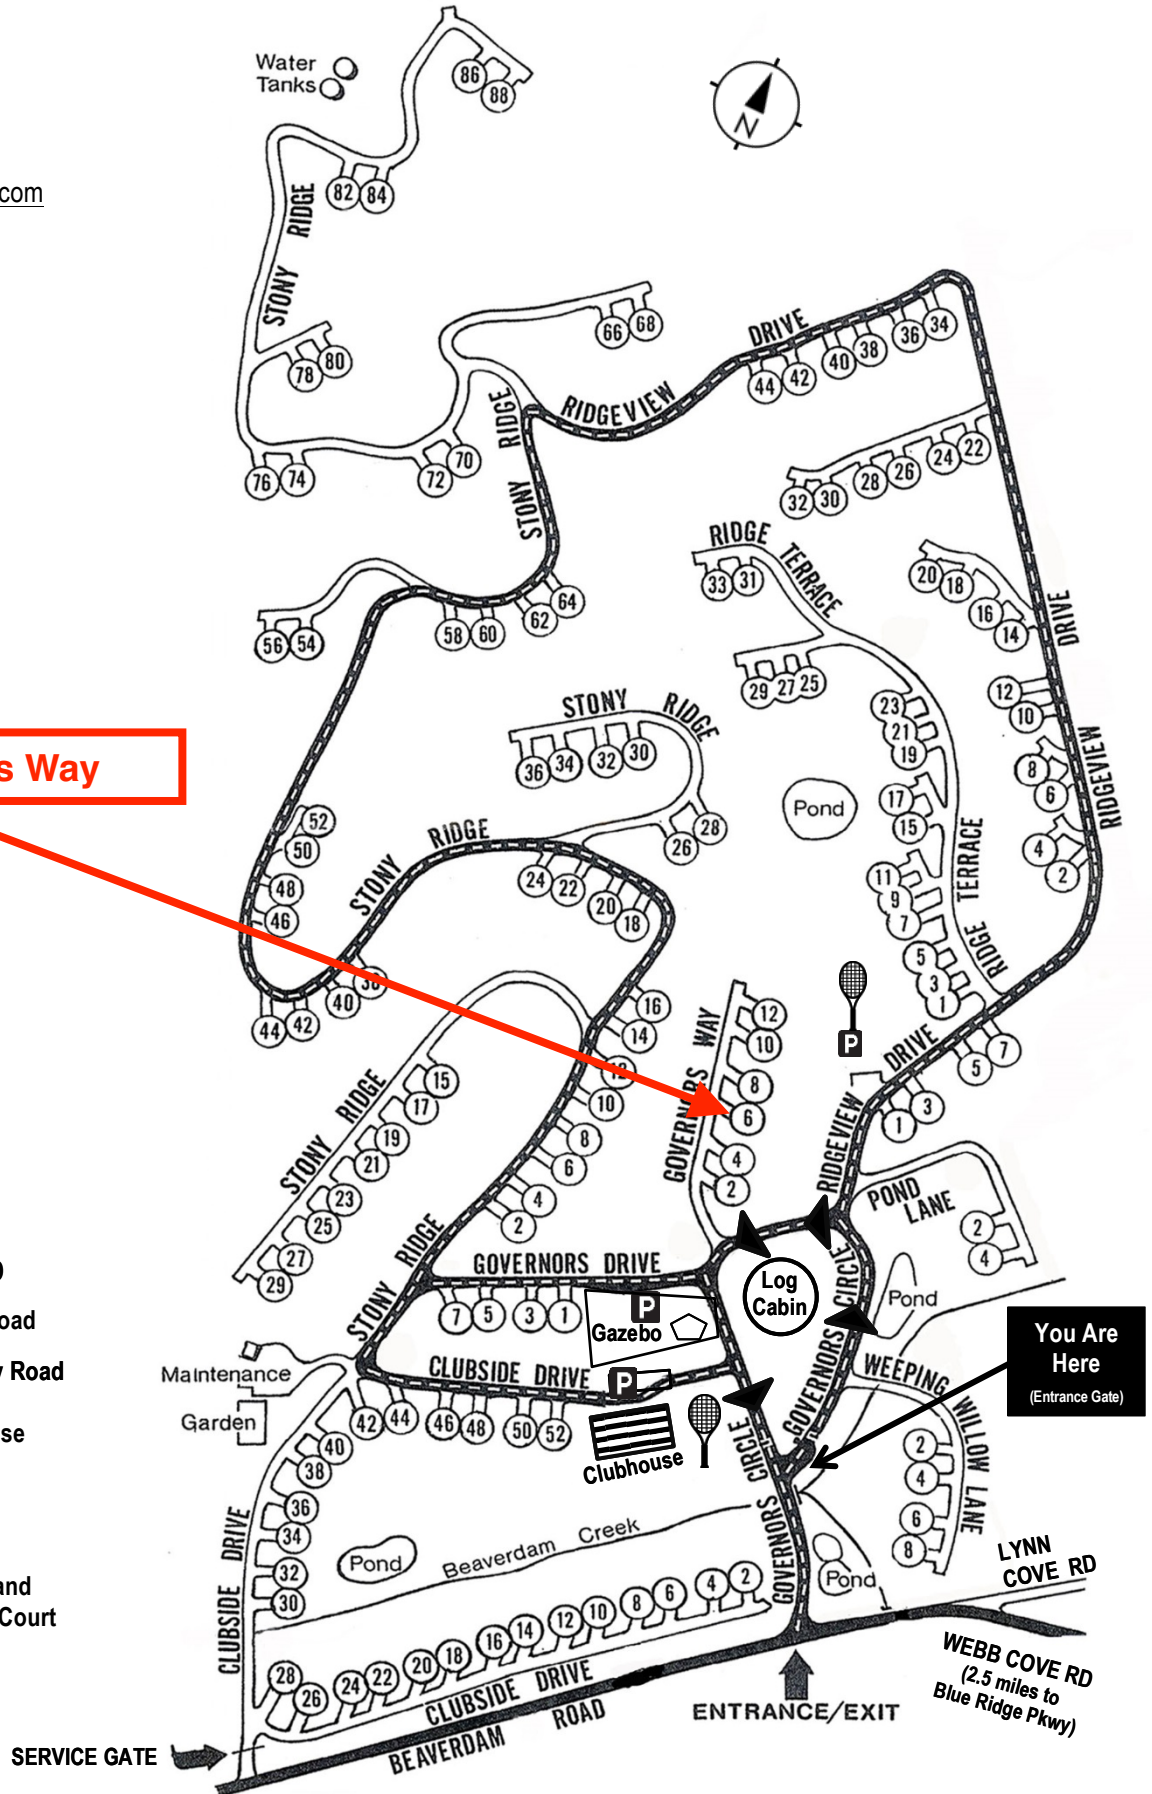 Water
Tanks
86
88
N
82
84
com
STONY RIDGE
66
68
DRIVE
34
36
38
40
42
44
78
80
RIDGE
RIDGEVIEW
70
72
74
76
22
24
26
28
30
32
STONY
RIDGE
TERRACE
33
31
20
18
16
14
DRIVE
64
62
60
58
56
54
29
27
25
12
10
STONY RIDGE
36
34
32
30
23
21
19
8
6
RIDGEVIEW
s Way
Pond
17
15
4
2
52
50
48
46
STONY RIDGE
28
26
24
22
20
18
11
9
7
TERRACE
RIDGE
5
3
1
38
40
42
44
16
14
12
10
8
6
4
2
GOVERNORS WAY
12
10
8
6
4
2
P
DRIVE
7
5
3
1
RIDGEVIEW
STONY RIDGE
15
17
19
21
23
25
27
29
POND
LANE
2
4
STONY RIDGE
GOVERNORS DRIVE
7
5
3
1
P
Gazebo
Log
Cabin
GOVERNORS CIRCLE
Pond
You Are
Here
(Entrance Gate)
oad
Road
se
and
Court
Maintenance
Garden
CLUBSIDE DRIVE
P
42
44
46
48
50
52
Clubhouse
WEEPING WILLOW LANE
2
4
6
8
40
38
36
34
32
30
CLUBSIDE DRIVE
Pond
Beaverdam Creek
GOVERNORS CIRCLE
Pond
LYNN
COVE RD
28
26
24
22
20
18
16
14
12
10
8
6
4
2
CLUBSIDE DRIVE
BEAVERDAM ROAD
ENTRANCE/EXIT
WEBB COVE RD
(2.5 miles to
Blue Ridge Pkwy)
SERVICE GATE